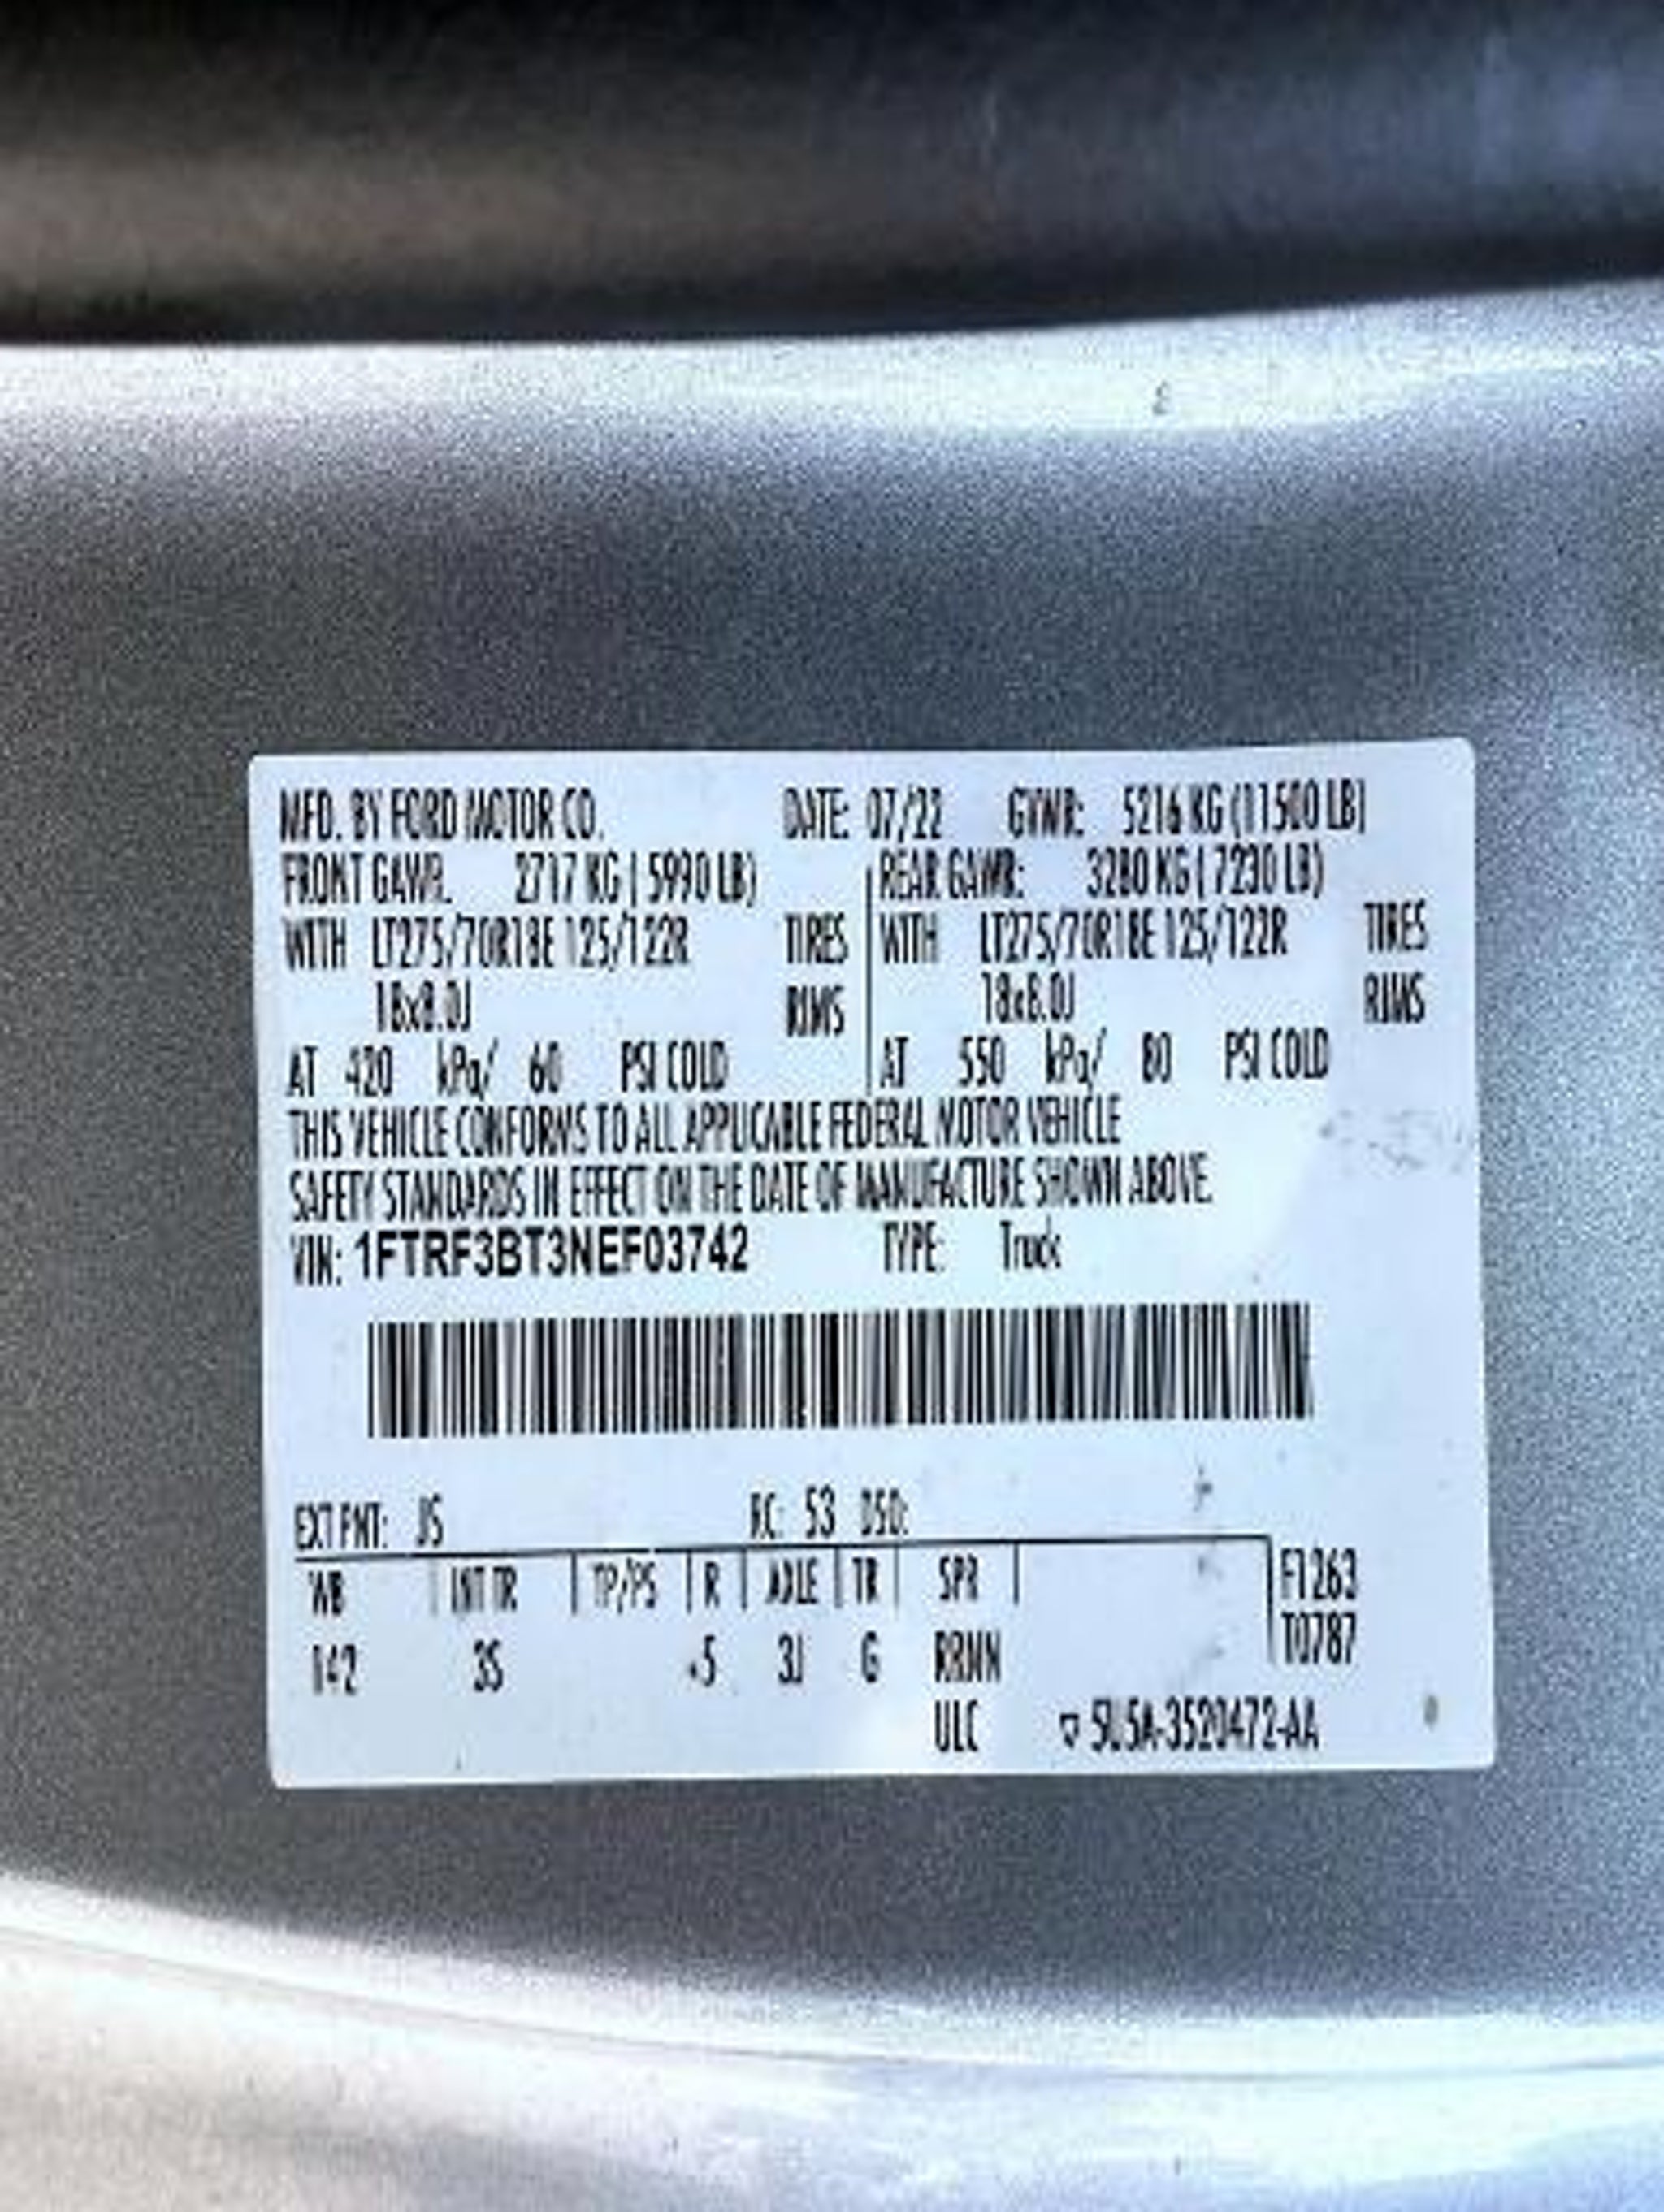 MFD. BY FORD MOTOR CO. DATE: 07/22 GVWR: 5216 KG (11500 LB)
FRONT GAWR: 2717 KG ( 5990 LB) REAR GAWR: 3280 KG ( 7230 LB)
WITH LT275/70R18E 125/122R TIRES WITH LT275/70R18E 125/122R TIRES
18x8.0J RIMS 18x8.0J RIMS
AT 420 kPa/ 60 PSI COLD AT 550 kPa/ 80 PSI COLD
THIS VEHICLE CONFORMS TO ALL APPLICABLE FEDERAL MOTOR VEHICLE
SAFETY STANDARDS IN EFFECT ON THE DATE OF MANUFACTURE SHOWN ABOVE.
VIN: 1FTRF3BT3NEF03742 TYPE: Truck
EXT PNT: JS RC: 53 DSO:
WB INT TR TP/PS R AXLE TR SPR F1263
T0787
142 3S 5 3J G RRNN
ULC 5U5A-3520472-AA